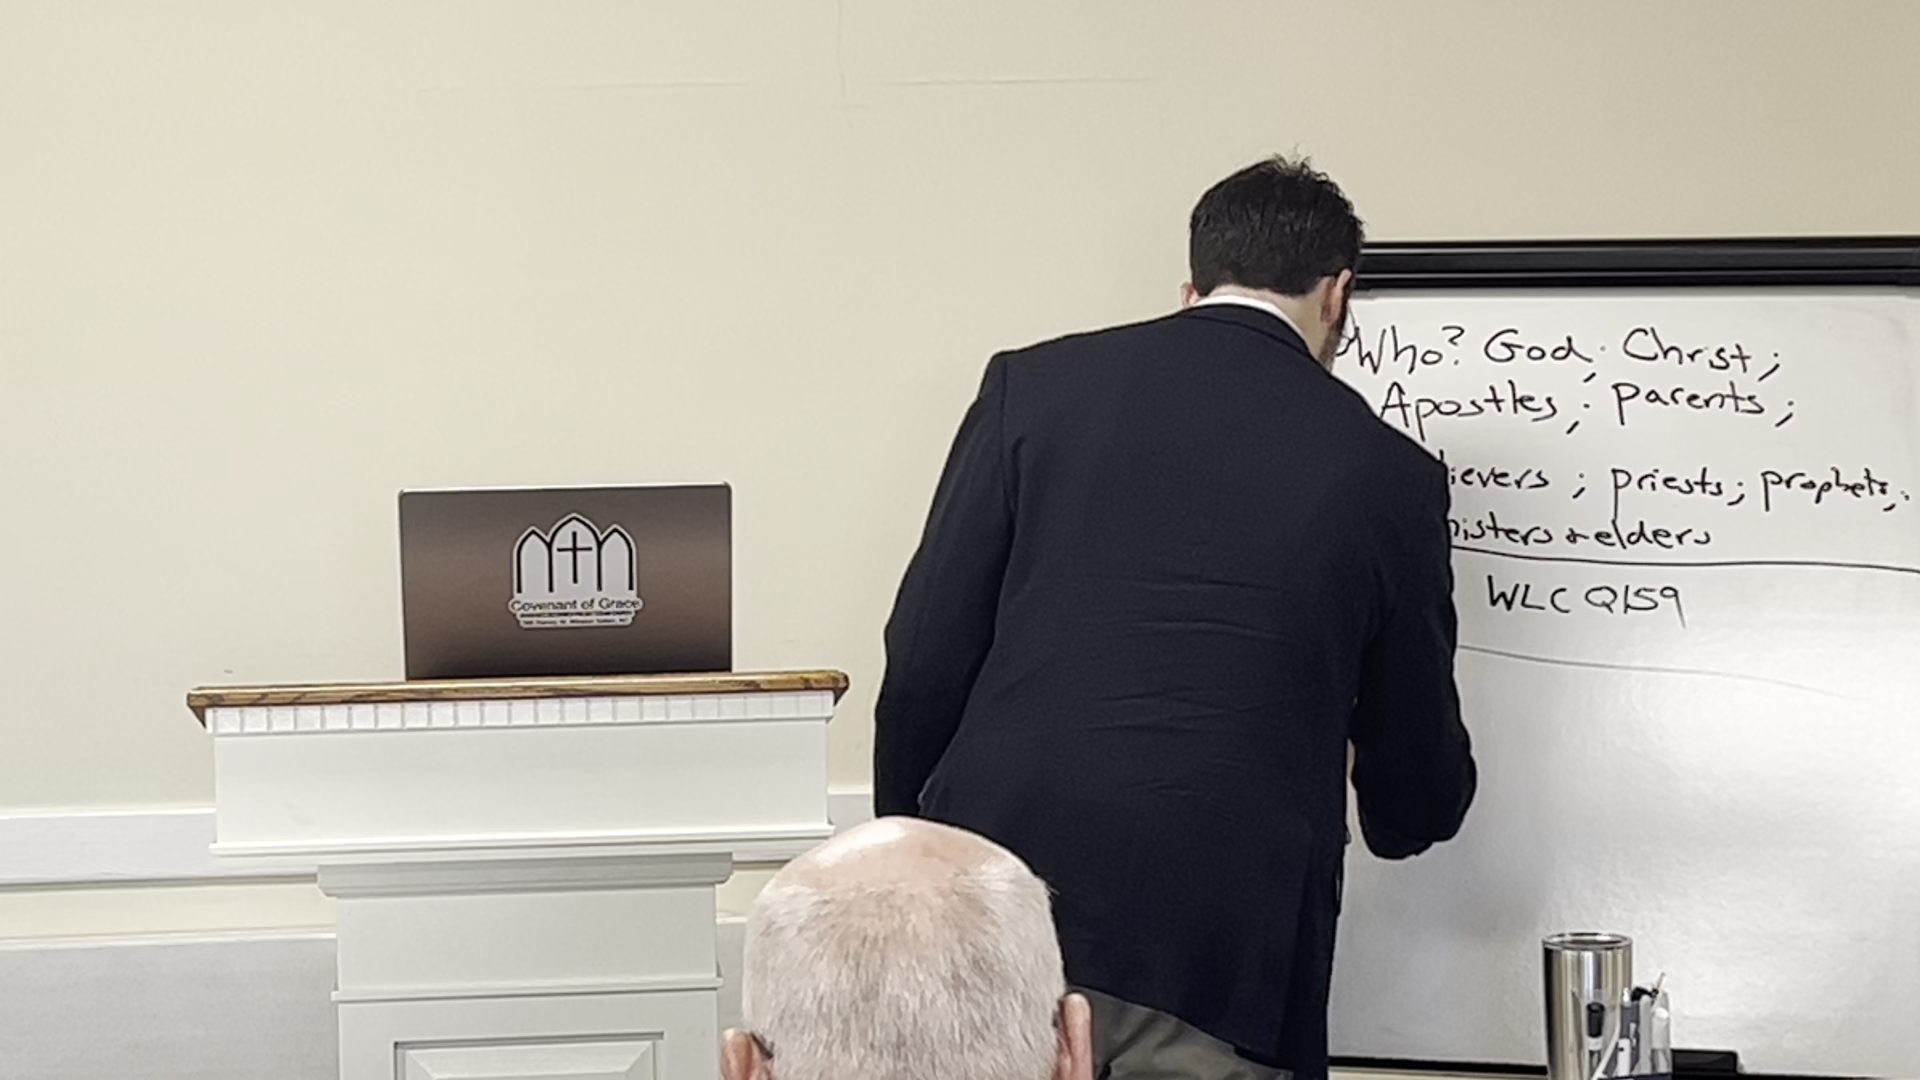 Covenant of Grace
Who? God; Christ;
Apostles; parents;
lievers; priests; prophets;
nisters & elders
WLC Q159